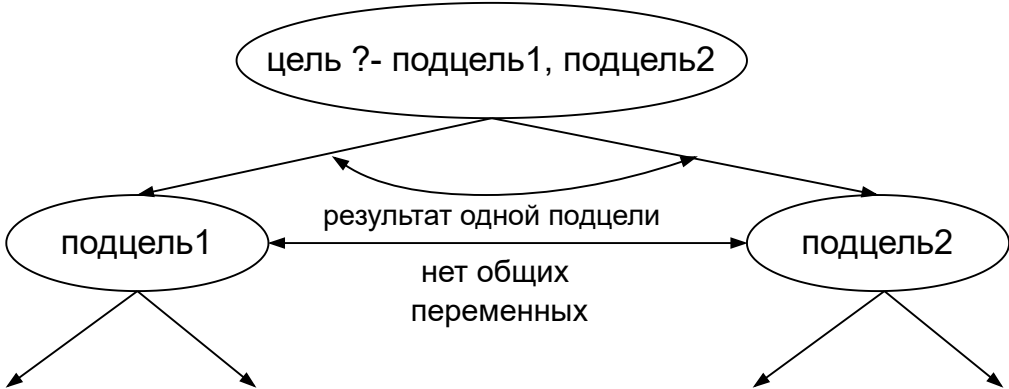 цель ?- подцель1, подцель2
результат одной подцели
подцель1
подцель2
нет общих
переменных